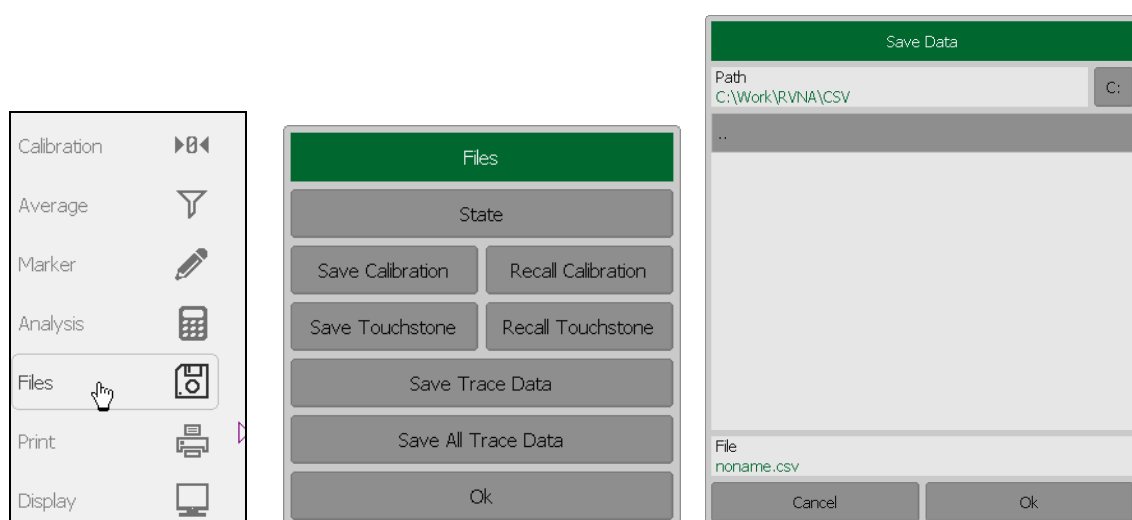 Calibration
Average
Marker
Analysis
Files
Print
Display
Files
State
Save Calibration Recall Calibration
Save Touchstone Recall Touchstone
Save Trace Data
Save All Trace Data
Ok
Save Data
Path
C:\Work\RVNA\CSV
C:
..
File
noname.csv
Cancel Ok